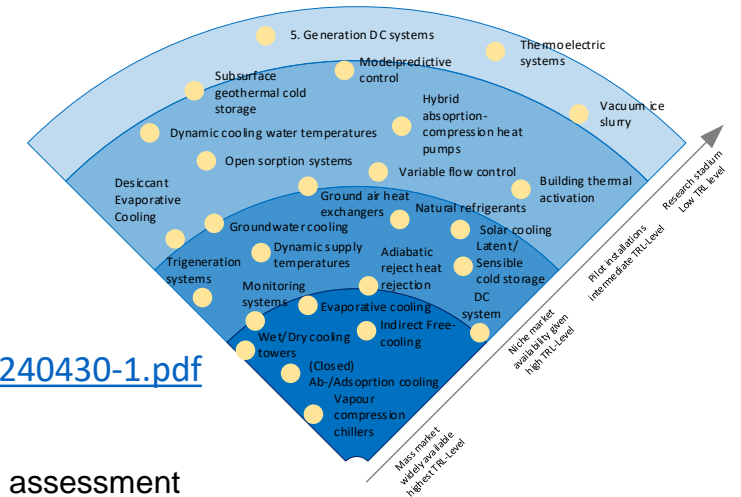 5. Generation DC systems
Thermoelectric
systems
Modelpredictive
control
Subsurface
geothermal cold
storage
Vacuum ice
slurry
Hybrid
absoprtion-
compression heat
pumps
Dynamic cooling water temperatures
Open sorption systems
Variable flow control
Building thermal
activation
Desiccant
Evaporative
Cooling
Ground air heat
exchangers
Natural refrigerants
Groundwater cooling
Solar cooling
Latent/
Sensible
cold storage
Dynamic supply
temperatures
Adiabatic
reject heat
rejection
Trigeneration
systems
Monitoring
systems
DC
system
Evaporative cooling
Indirect Free-
cooling
Wet/Dry cooling
towers
(Closed)
Ab-/Adsoprtion cooling
Vapour
compression
chillers
Research stadium
Low TRL level
Pilot installations
intermediate TRL-Level
Niche market
availability given
high TRL-Level
Mass market
widely available
highest TRL-Level
240430-1.pdf
assessment